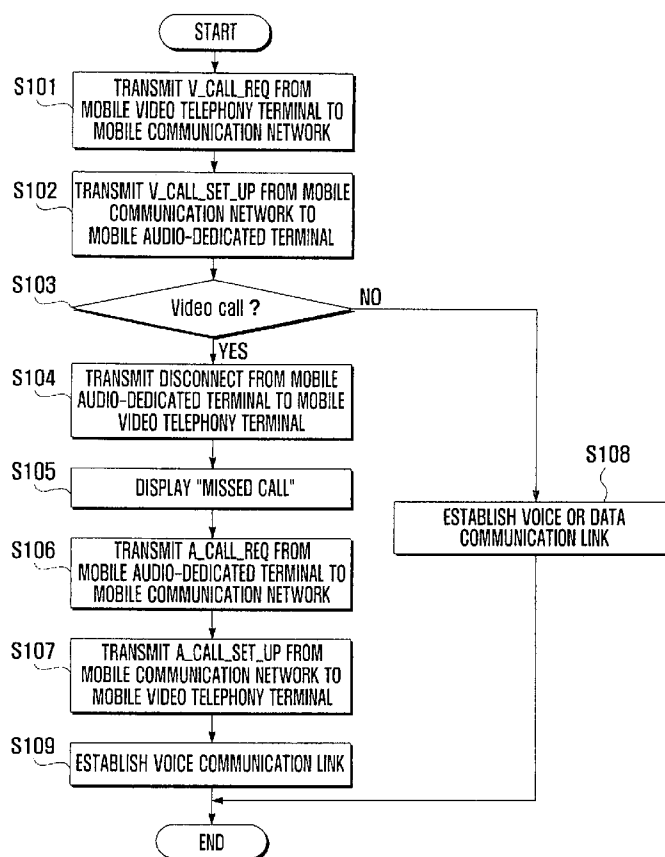 START
S101
TRANSMIT V_CALL_REQ FROM
MOBILE VIDEO TELEPHONY TERMINAL TO
MOBILE COMMUNICATION NETWORK
S102
TRANSMIT V_CALL_SET_UP FROM MOBILE
COMMUNICATION NETWORK TO
MOBILE AUDIO-DEDICATED TERMINAL
S103
Video call ?
NO
YES
S104
TRANSMIT DISCONNECT FROM MOBILE
AUDIO-DEDICATED TERMINAL TO MOBILE
VIDEO TELEPHONY TERMINAL
S105
DISPLAY "MISSED CALL"
S108
ESTABLISH VOICE OR DATA
COMMUNICATION LINK
S106
TRANSMIT A_CALL_REQ FROM
MOBILE AUDIO-DEDICATED TERMINAL TO
MOBILE COMMUNICATION NETWORK
S107
TRANSMIT A_CALL_SET_UP FROM
MOBILE COMMUNICATION NETWORK TO
MOBILE VIDEO TELEPHONY TERMINAL
S109
ESTABLISH VOICE COMMUNICATION LINK
END